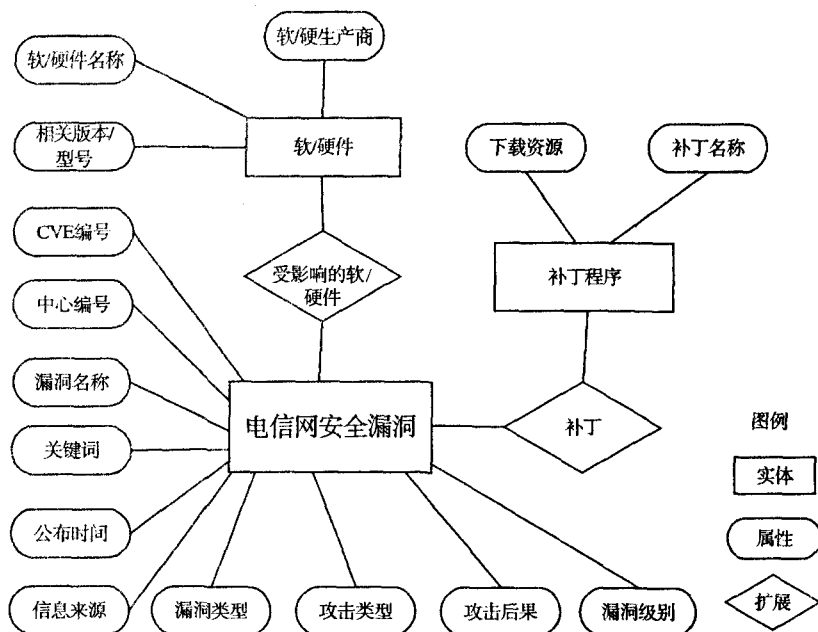 软/硬生产商
软/硬件名称
相关版本/
型号
软/硬件
下载资源
补丁名称
CVE编号
受影响的软/
硬件
补丁程序
中心编号
漏洞名称
电信网安全漏洞
补丁
图例
关键词
实体
公布时间
属性
信息来源
漏洞类型
攻击类型
攻击后果
漏洞级别
扩展